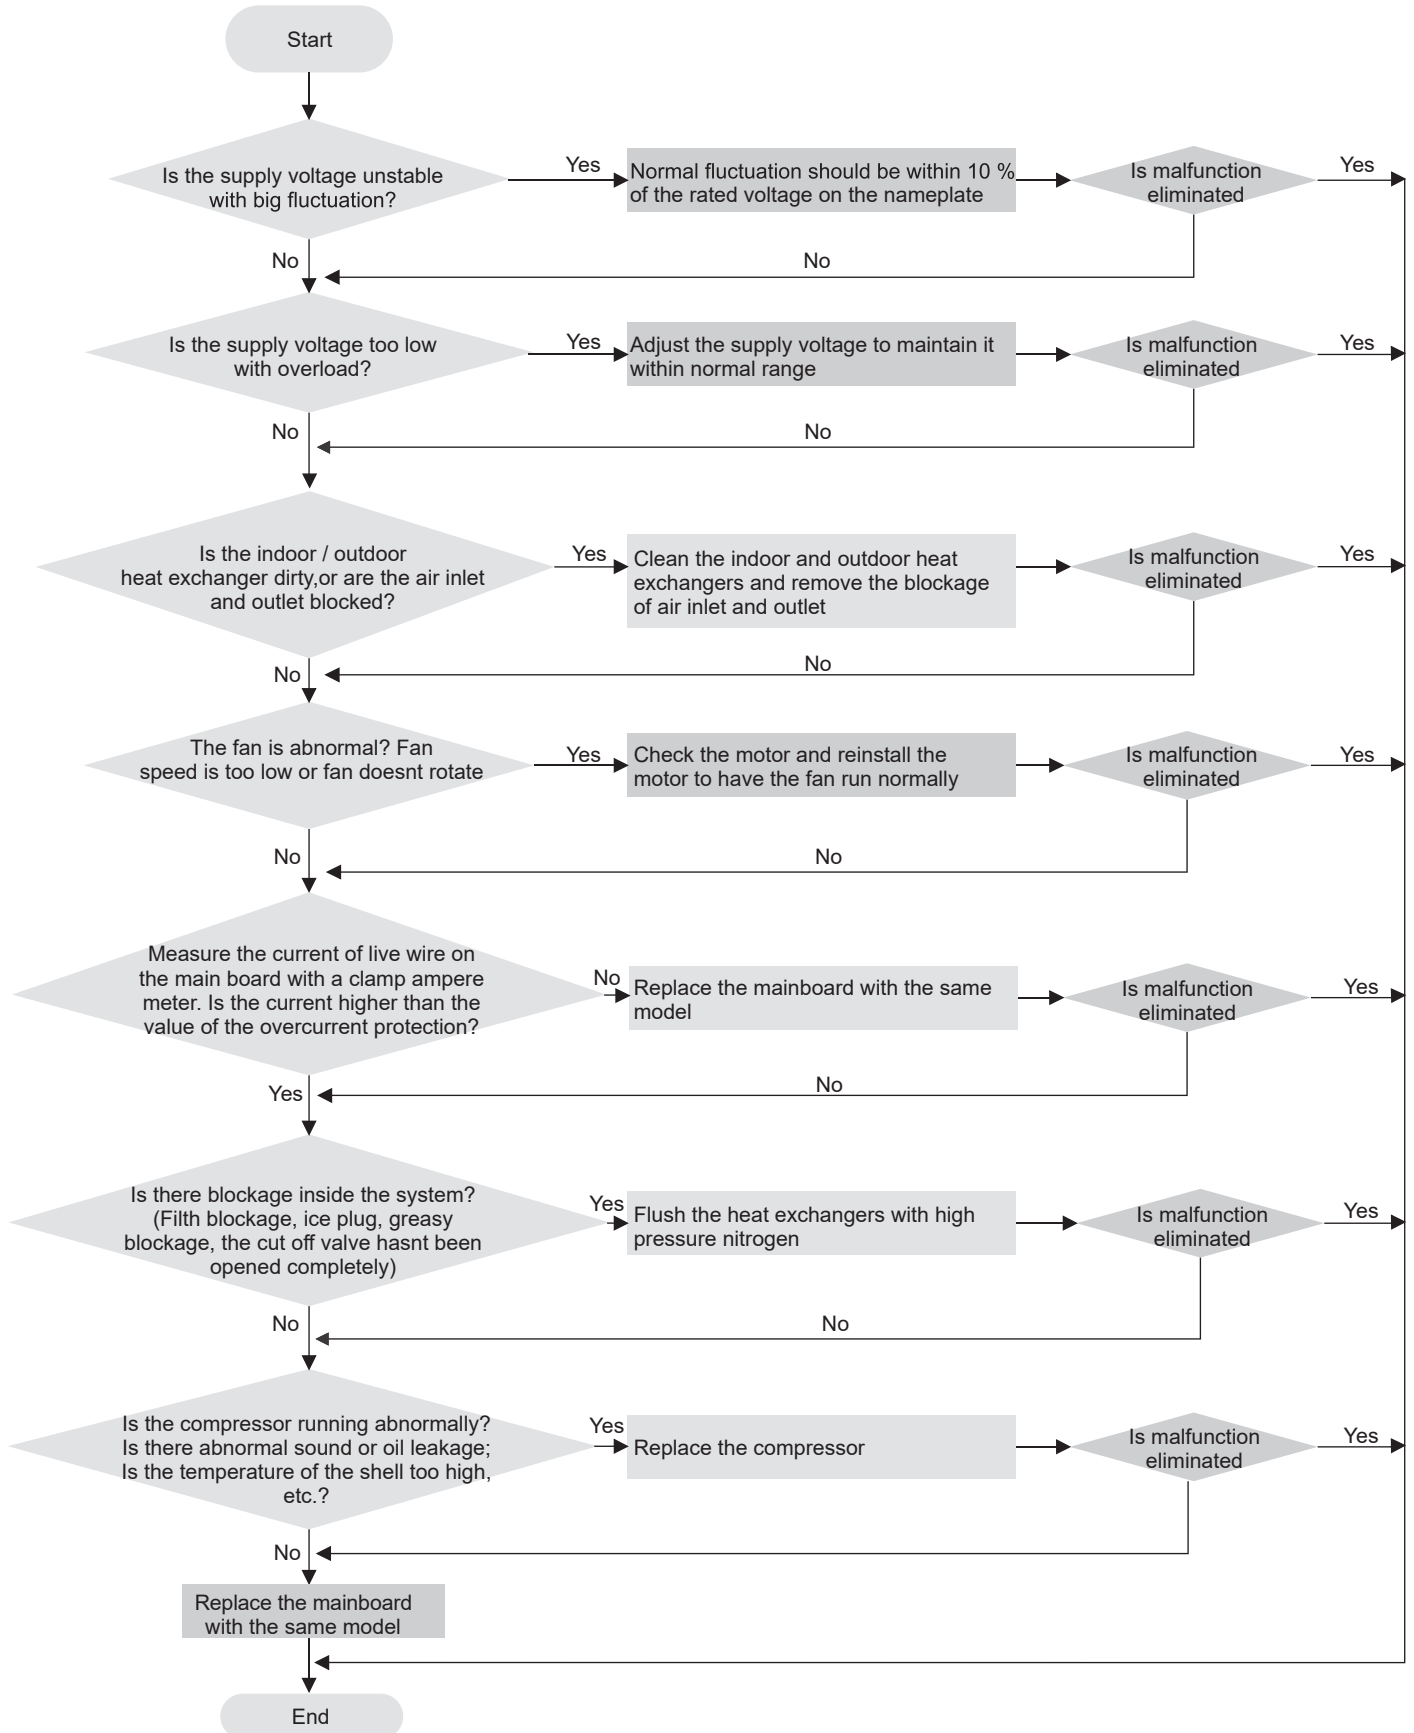 Start
Is the supply voltage unstable
with big fluctuation?
Yes
Normal fluctuation should be within 10 %
of the rated voltage on the nameplate
Is malfunction
eliminated
Yes
No
No
Is the supply voltage too low
with overload?
Yes
Adjust the supply voltage to maintain it
within normal range
Is malfunction
eliminated
Yes
No
No
Is the indoor / outdoor
heat exchanger dirty,or are the air inlet
and outlet blocked?
Yes
Clean the indoor and outdoor heat
exchangers and remove the blockage
of air inlet and outlet
Is malfunction
eliminated
Yes
No
No
The fan is abnormal? Fan
speed is too low or fan doesnt rotate
Yes
Check the motor and reinstall the
motor to have the fan run normally
Is malfunction
eliminated
Yes
No
No
Measure the current of live wire on
the main board with a clamp ampere
meter. Is the current higher than the
value of the overcurrent protection?
No
Replace the mainboard with the same
model
Is malfunction
eliminated
Yes
Yes
No
Is there blockage inside the system?
(Filth blockage, ice plug, greasy
blockage, the cut off valve hasnt been
opened completely)
Yes
Flush the heat exchangers with high
pressure nitrogen
Is malfunction
eliminated
Yes
No
No
Is the compressor running abnormally?
Is there abnormal sound or oil leakage;
Is the temperature of the shell too high,
etc.?
Yes
Replace the compressor
Is malfunction
eliminated
Yes
No
Replace the mainboard
with the same model
End